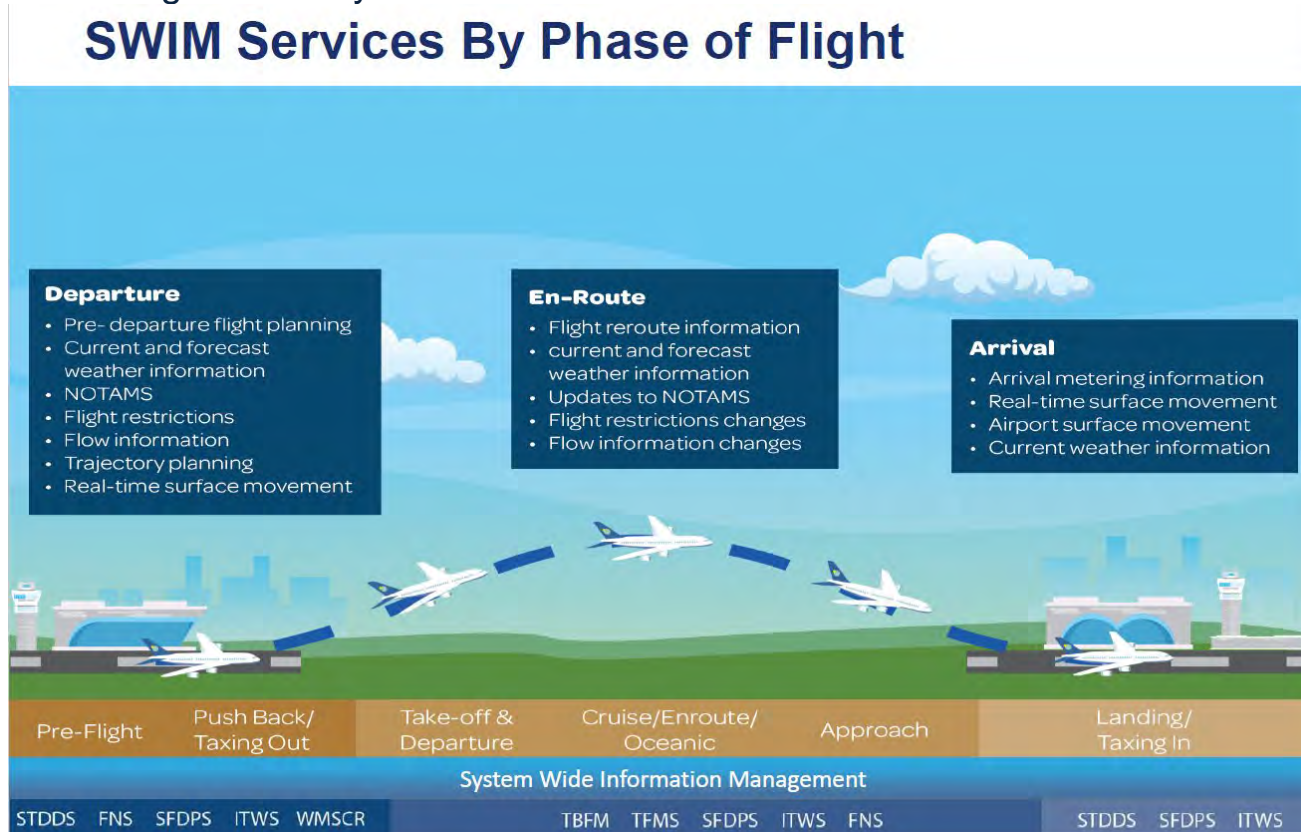 SWIM Services By Phase of Flight
Departure
• Pre- departure flight planning
• Current and forecast
weather information
• NOTAMS
• Flight restrictions
• Flow information
• Trajectory planning
• Real-time surface movement
En-Route
• Flight reroute information
• current and forecast
weather information
• Updates to NOTAMS
• Flight restrictions changes
• Flow information changes
Arrival
• Arrival metering information
• Real-time surface movement
• Airport surface movement
• Current weather information
Pre-Flight
Push Back/
Taxing Out
Take-off &
Departure
Cruise/Enroute/
Oceanic
Approach
Landing/
Taxing In
System Wide Information Management
STDDS FNS SFDPS ITWS WMSCR
TBFM TFMS SFDPS ITWS FNS
STDDS SFDPS ITWS